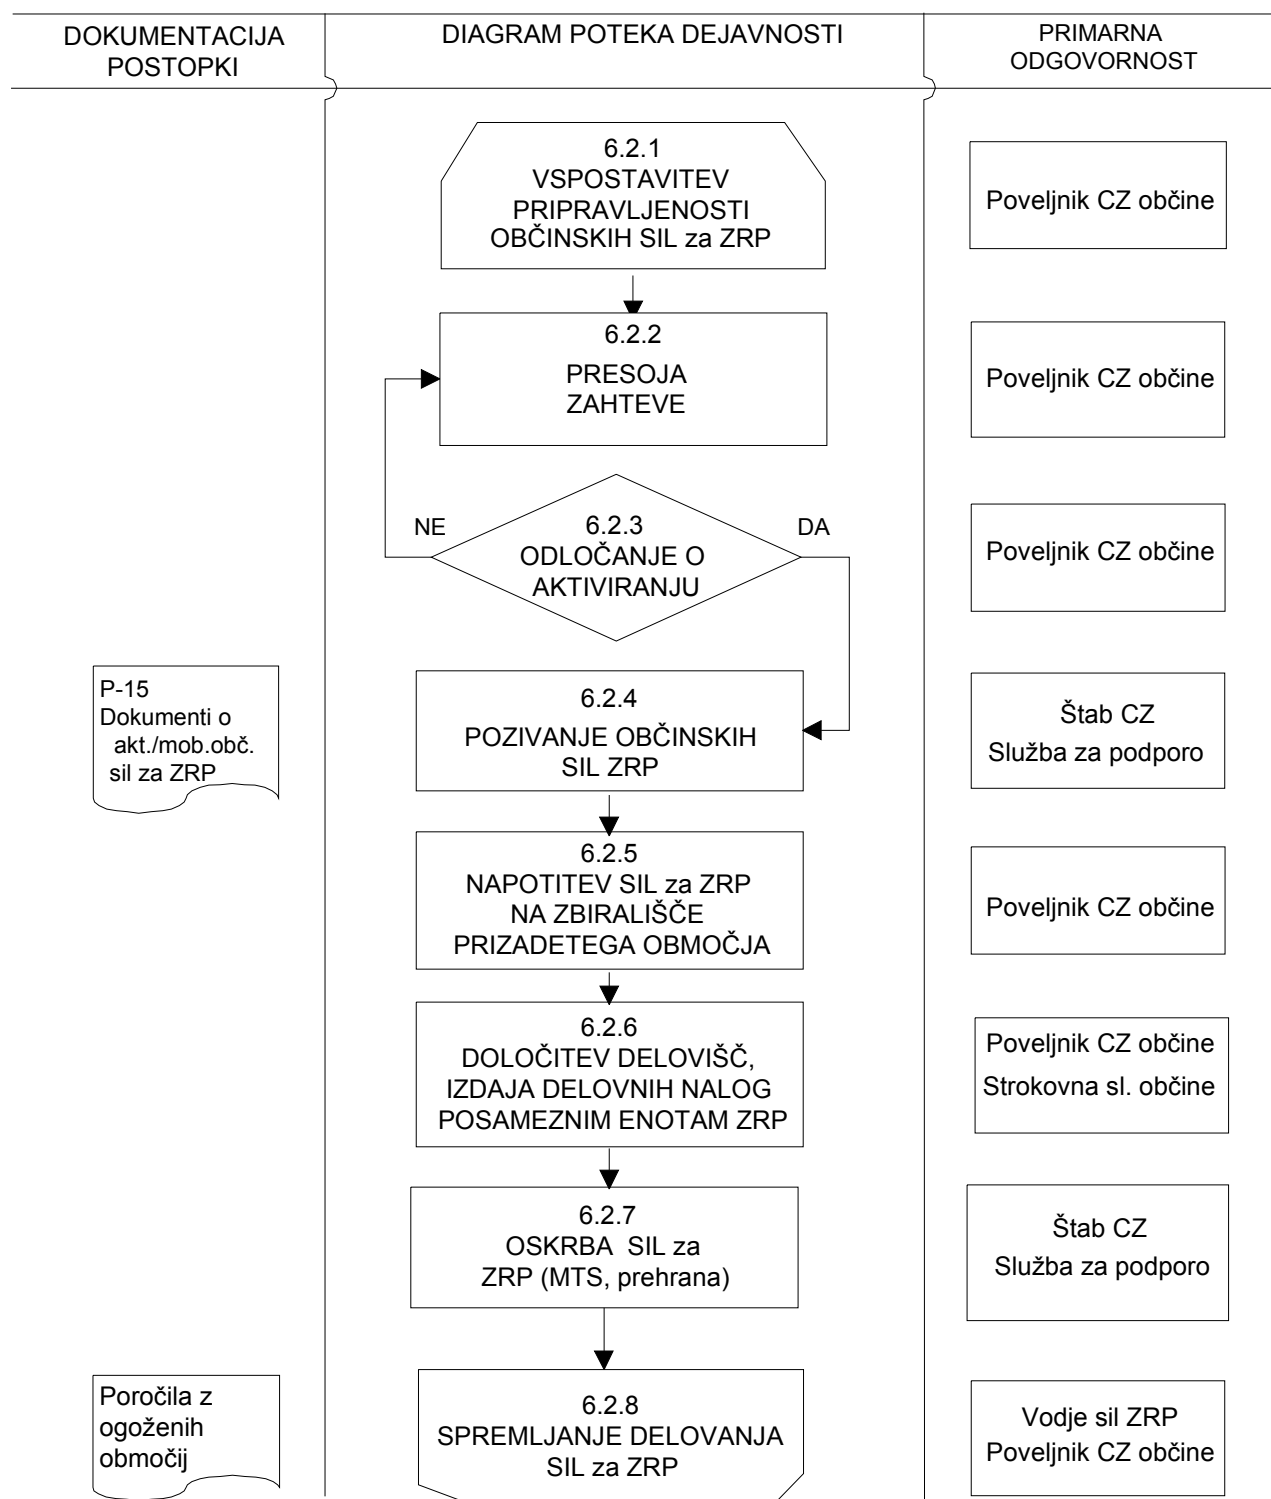 DOKUMENTACIJA
POSTOPKI
DIAGRAM POTEKA DEJAVNOSTI
PRIMARNA
ODGOVORNOST
6.2.1
VSPOSTAVITEV
PRIPRAVLJENOSTI
OBČINSKIH SIL za ZRP
Poveljnik CZ občine
6.2.2
PRESOJA
ZAHTEVE
Poveljnik CZ občine
NE
6.2.3
ODLOČANJE O
AKTIVIRANJU
DA
Poveljnik CZ občine
P-15
Dokumenti o
akt./mob.obč.
sil za ZRP
6.2.4
POZIVANJE OBČINSKIH
SIL ZRP
Štab CZ
Služba za podporo
6.2.5
NAPOTITEV SIL za ZRP
NA ZBIRALIŠČE
PRIZADETEGA OBMOČJA
Poveljnik CZ občine
6.2.6
DOLOČITEV DELOVIŠČ,
IZDAJA DELOVNIH NALOG
POSAMEZNIM ENOTAM ZRP
Poveljnik CZ občine
Strokovna sl. občine
6.2.7
OSKRBA SIL za
ZRP (MTS, prehrana)
Štab CZ
Služba za podporo
Poročila z
ogoženih
območij
6.2.8
SPREMLJANJE DELOVANJA
SIL za ZRP
Vodje sil ZRP
Poveljnik CZ občine